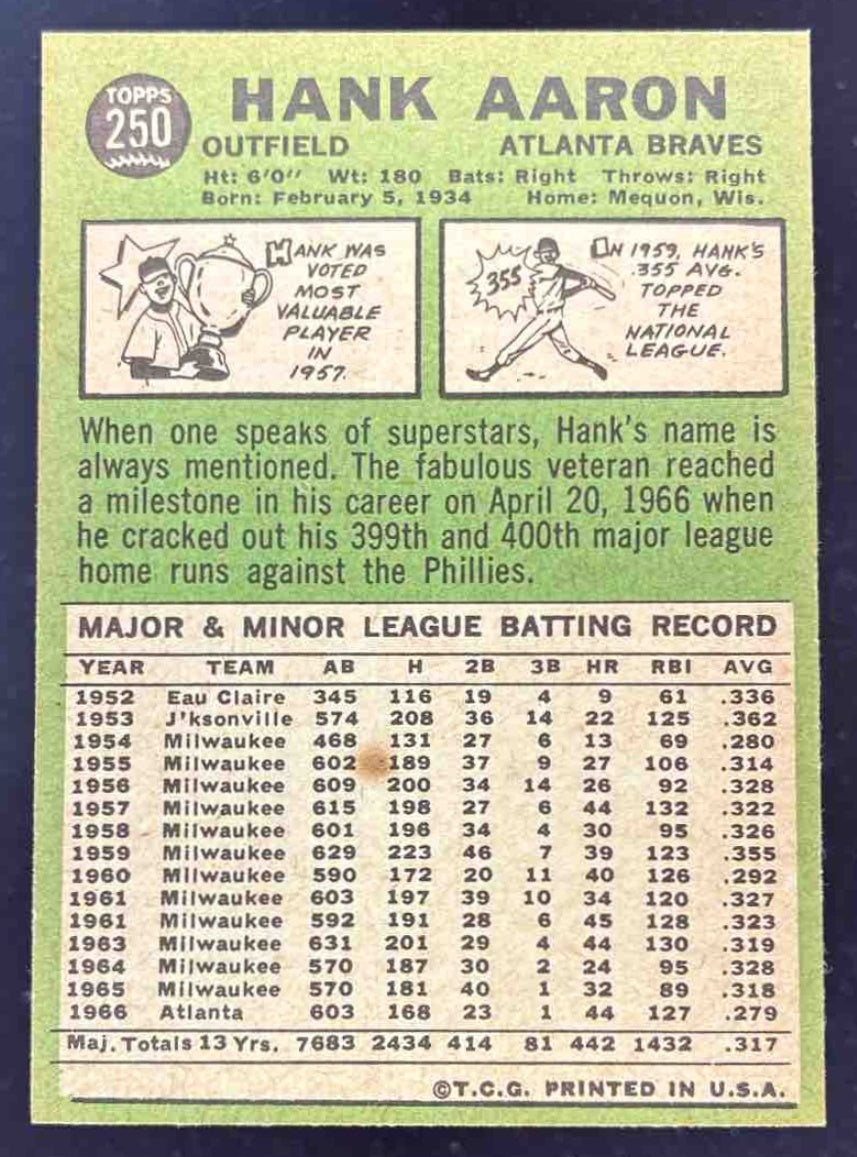 TOPPS
250
HANK AARON
OUTFIELD ATLANTA BRAVES
Ht: 6'0" Wt: 180 Bats: Right Throws: Right
Born: February 5, 1934 Home: Mequon, Wis.
HANK WAS
VOTED
MOST
VALUABLE
PLAYER
IN
1957.
355
IN 1959, HANK'S
.355 AVG.
TOPPED
THE
NATIONAL
LEAGUE.
When one speaks of superstars, Hank's name is
always mentioned. The fabulous veteran reached
a milestone in his career on April 20, 1966 when
he cracked out his 399th and 400th major league
home runs against the Phillies.
MAJOR & MINOR LEAGUE BATTING RECORD
YEAR TEAM AB H 2B 3B HR RBI AVG
1952 Eau Claire 345 116 19 4 9 61 .336
1953 J'ksonville 574 208 36 14 22 125 .362
1954 Milwaukee 468 131 27 6 13 69 .280
1955 Milwaukee 602 189 37 9 27 106 .314
1956 Milwaukee 609 200 34 14 26 92 .328
1957 Milwaukee 615 198 27 6 44 132 .322
1958 Milwaukee 601 196 34 4 30 95 .326
1959 Milwaukee 629 223 46 7 39 123 .355
1960 Milwaukee 590 172 20 11 40 126 .292
1961 Milwaukee 603 197 39 10 34 120 .327
1961 Milwaukee 592 191 28 6 45 128 .323
1963 Milwaukee 631 201 29 4 44 130 .319
1964 Milwaukee 570 187 30 2 24 95 .328
1965 Milwaukee 570 181 40 1 32 89 .318
1966 Atlanta 603 168 23 1 44 127 .279
Maj. Totals 13 Yrs. 7683 2434 414 81 442 1432 .317
©T.C.G. PRINTED IN U.S.A.